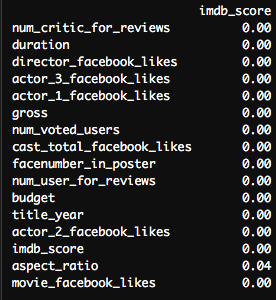 imdb_score
num_critic_for_reviews 0.00
duration 0.00
director_facebook_likes 0.00
actor_3_facebook_likes 0.00
actor_1_facebook_likes 0.00
gross 0.00
num_voted_users 0.00
cast_total_facebook_likes 0.00
facenumber_in_poster 0.00
num_user_for_reviews 0.00
budget 0.00
title_year 0.00
actor_2_facebook_likes 0.00
imdb_score 0.00
aspect_ratio 0.04
movie_facebook_likes 0.00